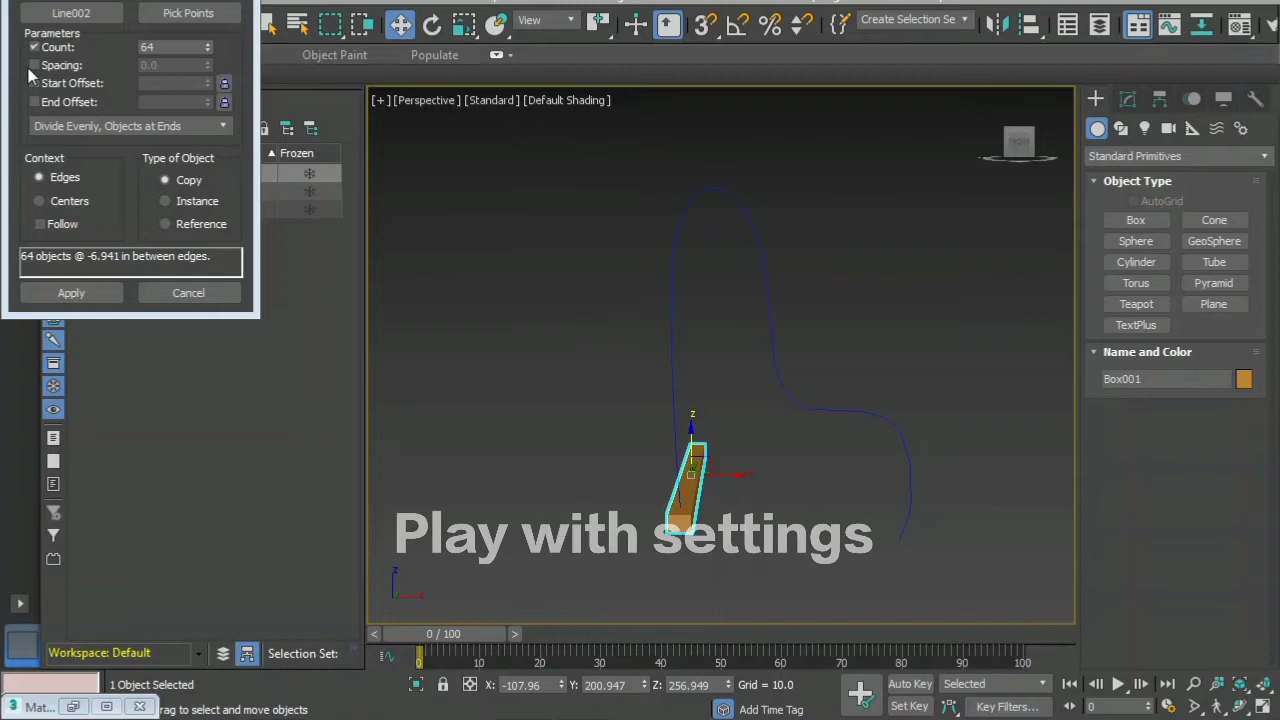 Line002 Pick Points
Parameters
Count: 64
Spacing: 0.0
Start Offset:
End Offset:
Divide Evenly, Objects at Ends
Context Type of Object
Edges Copy
Centers Instance
Follow Reference
64 objects @ -6.941 in between edges.
Apply Cancel
View
Create Selection Se
Object Paint Populate
Frozen
[+] [Perspective] [Standard] [Default Shading]
FRONT
z
Play with settings
z
Standard Primitives
Object Type
AutoGrid
Box Cone
Sphere GeoSphere
Cylinder Tube
Torus Pyramid
Teapot Plane
TextPlus
Name and Color
Box001
< 0 / 100 >
Workspace: Default Selection Set:
0 10 20 30 40 50 60 70 80 90 100
1 Object Selected X: -107.96 Y: 200.947 Z: 256.949 Grid = 10.0 Auto Key Selected
3 Mat... rag to select and move objects Add Time Tag Set Key Key Filters... 0